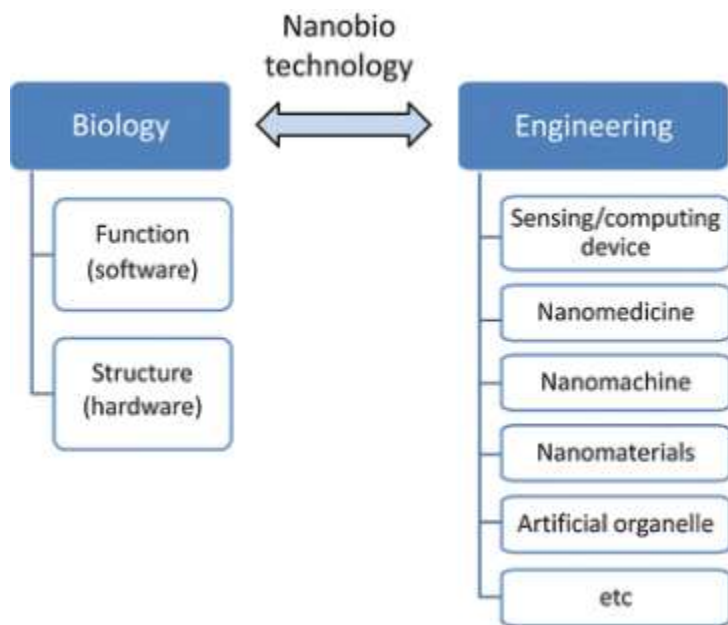 Nanobio
technology
Biology
Function
(software)
Structure
(hardware)
Engineering
Sensing/computing
device
Nanomedicine
Nanomachine
Nanomaterials
Artificial organelle
etc